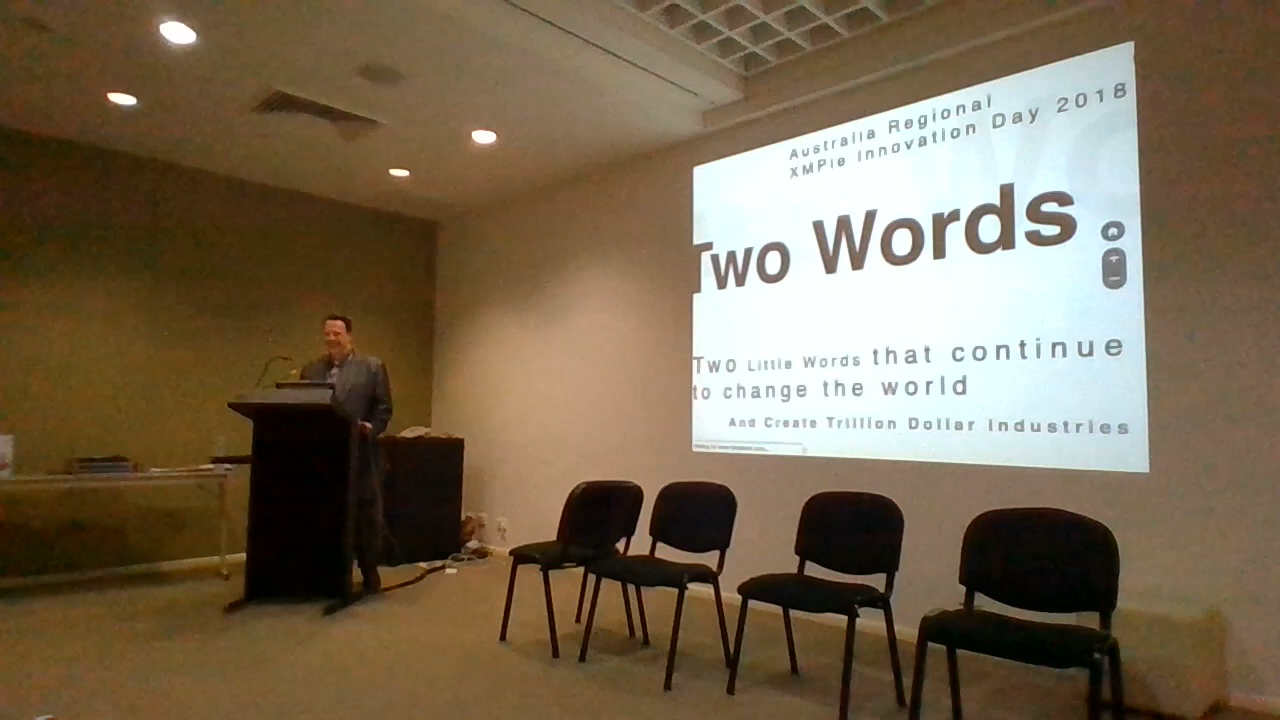 Australia Regional
XMPie Innovation Day 2018
Two Words
Two Little Words that continue
to change the world
And Create Trillion Dollar Industries